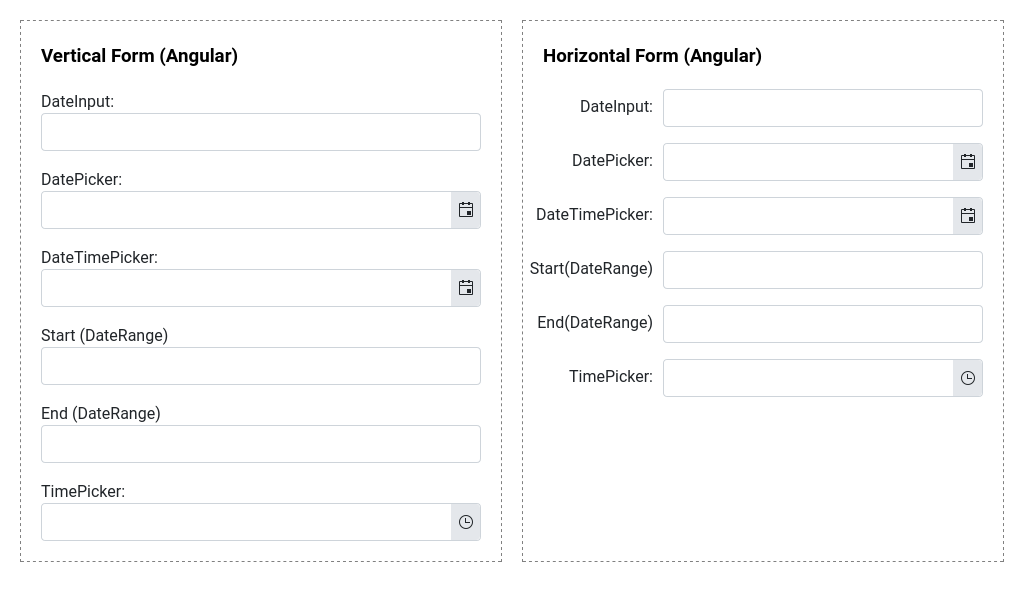 Vertical Form (Angular)
DateInput:
DatePicker:
DateTimePicker:
Start (DateRange)
End (DateRange)
TimePicker:
Horizontal Form (Angular)
DateInput:
DatePicker:
DateTimePicker:
Start(DateRange)
End(DateRange)
TimePicker: